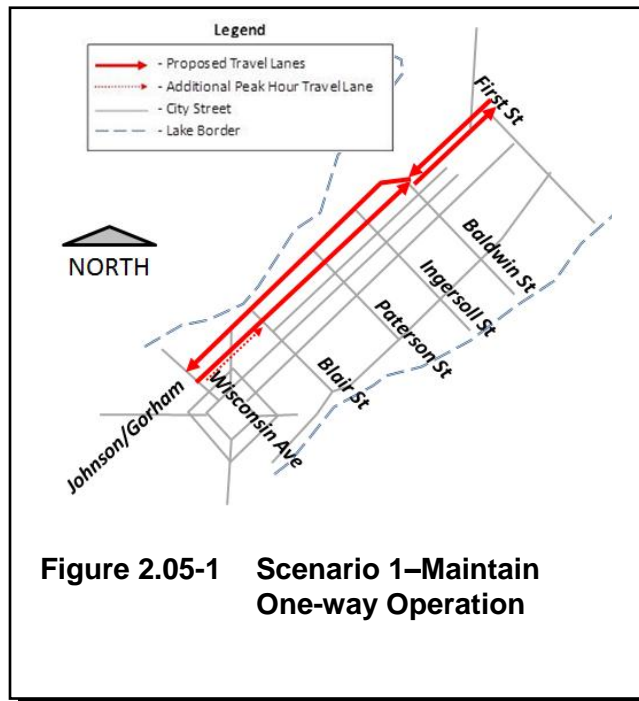 Legend
- Proposed Travel Lanes
- Additional Peak Hour Travel Lane
- City Street
- Lake Border
First St
NORTH
Baldwin St
Ingersoll St
Paterson St
Blair St
Wisconsin Ave
Johnson/Gorham
Figure 2.05-1 Scenario 1–Maintain
One-way Operation